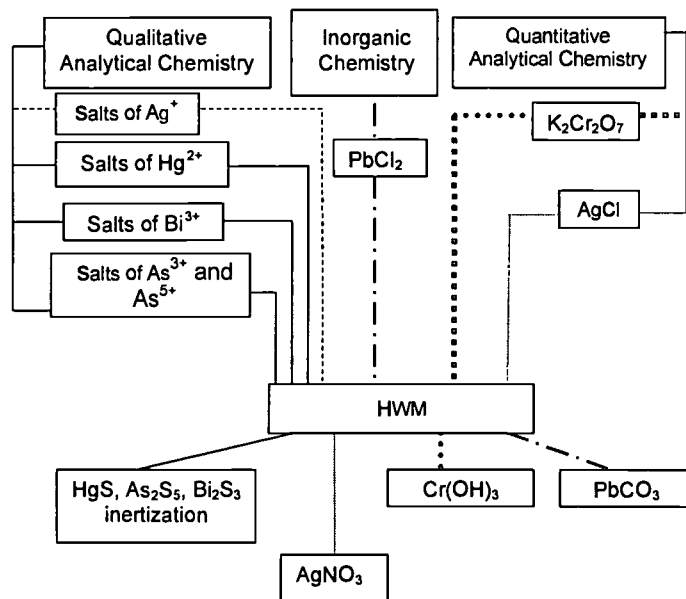 Qualitative
Analytical Chemistry
Inorganic
Chemistry
Quantitative
Analytical Chemistry
Salts of Ag⁺
K₂Cr₂O₇
PbCl₂
Salts of Hg²⁺
AgCl
Salts of Bi³⁺
Salts of As³⁺ and
As⁵⁺
HWM
HgS, As₂S₅, Bi₂S₃
inertization
Cr(OH)₃
PbCO₃
AgNO₃